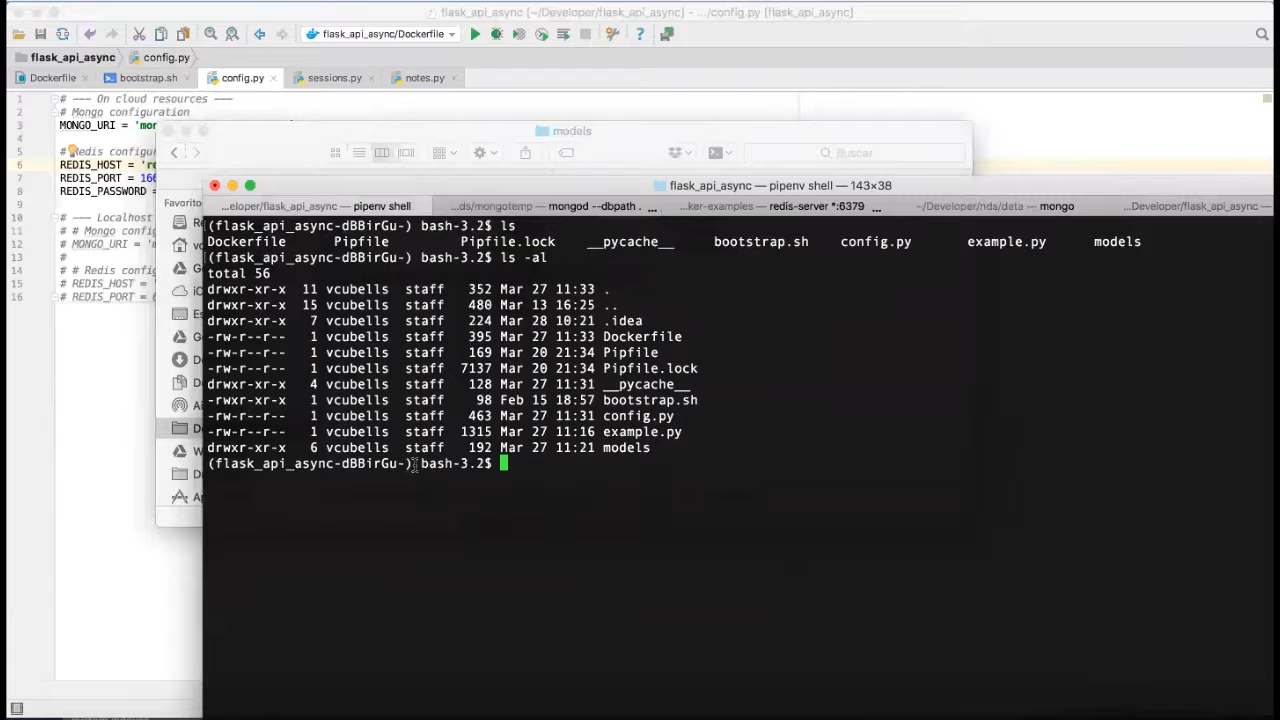 flask_api_async [~/Developer/flask_api_async] - .../config.py [flask_api_async]
flask_api_async/Dockerfile
flask_api_async
config.py
Dockerfile
bootstrap.sh
config.py
sessions.py
notes.py
1 # --- On cloud resources ---
2 # Mongo configuration
3 MONGO_URI = 'mon
4
5 # Redis configur
6 REDIS_HOST = 're
7 REDIS_PORT = 166
8 REDIS_PASSWORD =
9
10 # --- Localhost
11 # # Mongo config
12 # MONGO_URI = 'm
13 #
14 # # Redis config
15 # REDIS_HOST = '
16 # REDIS_PORT = 6
models
Buscar
Favoritos
flask_api_async — pipenv shell — 143×38
...eloper/flask_api_async — pipenv shell
...ds/mongotemp — mongod --dbpath . ...
...ker-examples — redis-server *:6379 ...
~/Developer/nds/data — mongo
...Developer/flask_api_async —
(flask_api_async-dBBirGu-) bash-3.2$ ls
Dockerfile Pipfile Pipfile.lock __pycache__ bootstrap.sh config.py example.py models
(flask_api_async-dBBirGu-) bash-3.2$ ls -al
total 56
drwxr-xr-x 11 vcubells staff 352 Mar 27 11:33 .
drwxr-xr-x 15 vcubells staff 480 Mar 13 16:25 ..
drwxr-xr-x 7 vcubells staff 224 Mar 28 10:21 .idea
-rw-r--r-- 1 vcubells staff 395 Mar 27 11:33 Dockerfile
-rw-r--r-- 1 vcubells staff 169 Mar 20 21:34 Pipfile
-rw-r--r-- 1 vcubells staff 7137 Mar 20 21:34 Pipfile.lock
drwxr-xr-x 4 vcubells staff 128 Mar 27 11:31 __pycache__
-rwxr-xr-x 1 vcubells staff 98 Feb 15 18:57 bootstrap.sh
-rw-r--r-- 1 vcubells staff 463 Mar 27 11:31 config.py
-rw-r--r-- 1 vcubells staff 1315 Mar 27 11:16 example.py
drwxr-xr-x 6 vcubells staff 192 Mar 27 11:21 models
(flask_api_async-dBBirGu-) bash-3.2$